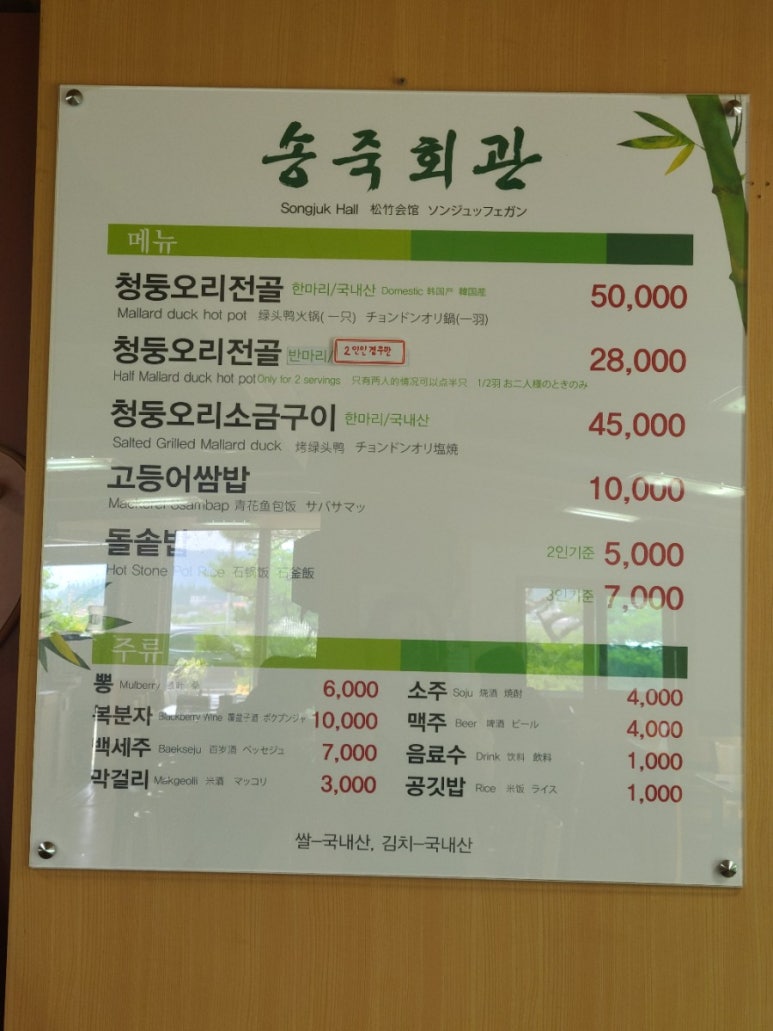 송죽회관
Songjuk Hall 松竹会馆 ソンジュッフェガン
메뉴
청둥오리전골 한마리/국내산 Domestic 韩国产 韓国産 50,000
Mallard duck hot pot 绿头鸭火锅(一只) チョンドンオリ鍋(一羽)
청둥오리전골 반마리/ 2인인경우만 28,000
Half Mallard duck hot pot Only for 2 servings 只有两人的情况可以点半只 1/2羽 お二人様のときのみ
청둥오리소금구이 한마리/국내산 45,000
Salted Grilled Mallard duck 烤绿头鸭 チョンドンオリ塩焼
고등어쌈밥 10,000
Mackerel Ssambap 青花鱼包饭 サバサマッ
돌솥밥 2인기준 5,000
Hot Stone Pot Rice 石锅饭 石釜飯
3인기준 7,000
주류
뽕 Mulberry 6,000
복분자 Blackberry Wine 覆盆子酒 ボクブンジャ 10,000
백세주 Baekseju 百岁酒 ベッセジュ 7,000
막걸리 Makgeolli 米酒 マッコリ 3,000
소주 Soju 烧酒 焼酎 4,000
맥주 Beer 啤酒 ビール 4,000
음료수 Drink 饮料 飲料 1,000
공깃밥 Rice 米饭 ライス 1,000
쌀-국내산, 김치-국내산